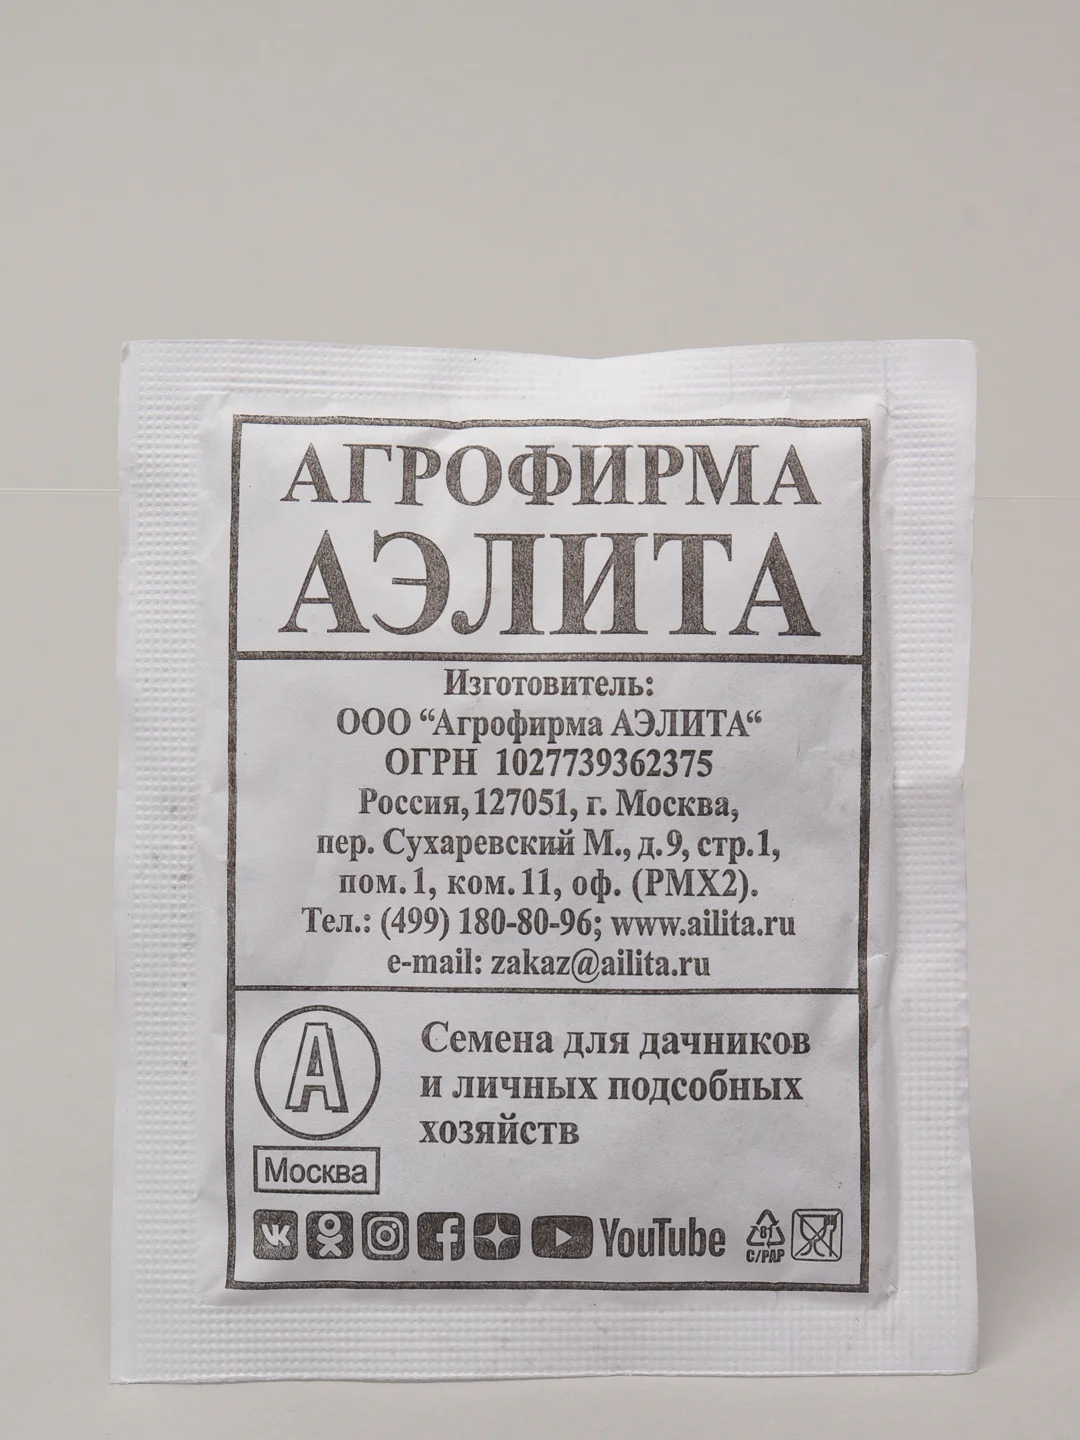 АГРОФИРМА
АЭЛИТА
Изготовитель:
ООО “Агрофирма АЭЛИТА“
ОГРН 1027739362375
Россия, 127051, г. Москва,
пер. Сухаревский М., д.9, стр.1,
пом.1, ком.11, оф. (РМХ2).
Тел.: (499) 180-80-96; www.ailita.ru
e-mail: zakaz@ailita.ru
А
Семена для дачников
и личных подсобных
хозяйств
Москва
YouTube
81
C/PAP